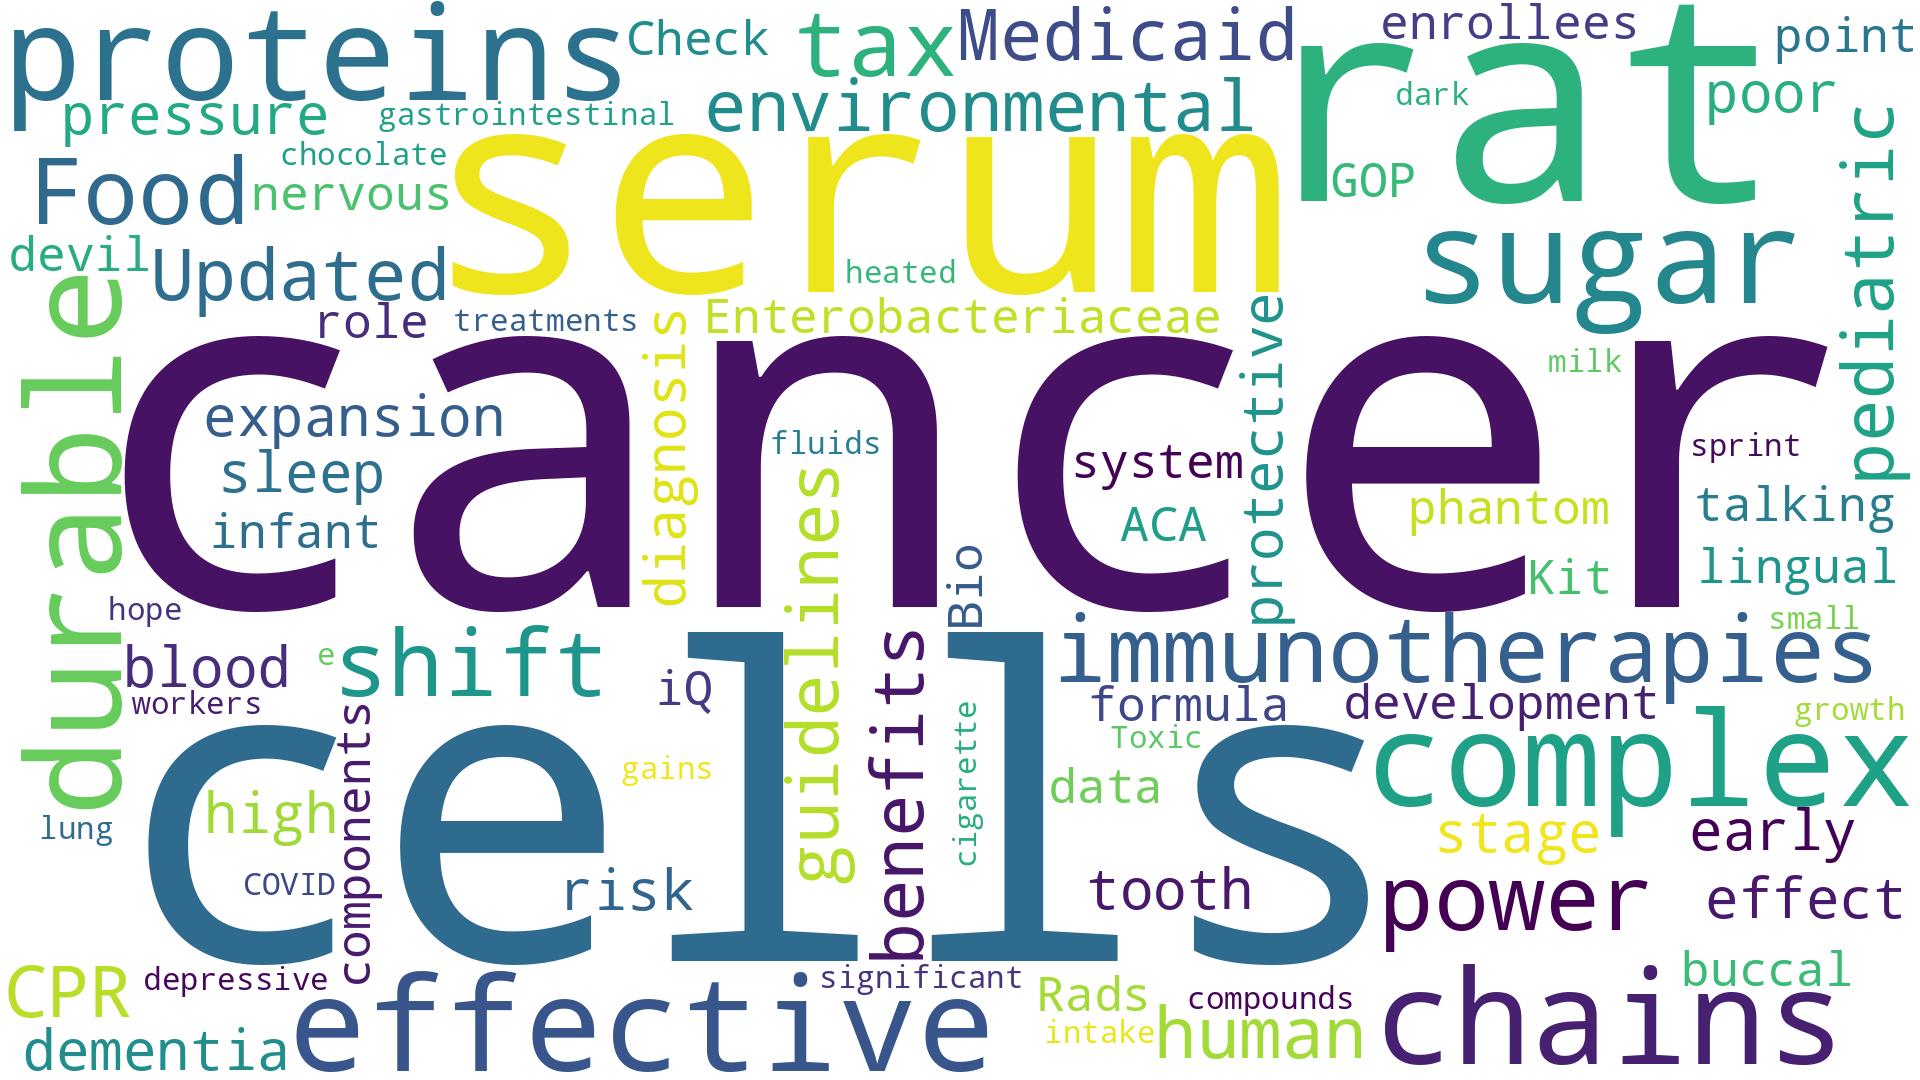 proteins
Check
tax
Medicaid
enrollees
point
rat
dark
poor
pressure
gastrointestinal
environmental
chocolate
serum
GOP
pediatric
Food
nervous
sugar
devil
Updated
heated
role
treatments
Enterobacteriaceae
durable
cancer
diagnosis
protective
milk
expansion
fluids
system
sprint
sleep
guidelines
phantom
talking
infant
ACA
Bio
Kit
lingual
hope
small
blood
e
shift
immunotherapies
workers
iQ
benefits
formula
development
growth
components
cells
Toxic
complex
gains
cigarette
data
high
lung
stage
early
COVID
risk
tooth
power
effect
CPR
depressive
significant
buccal
effective
Rads
compounds
chains
dementia
intake
human